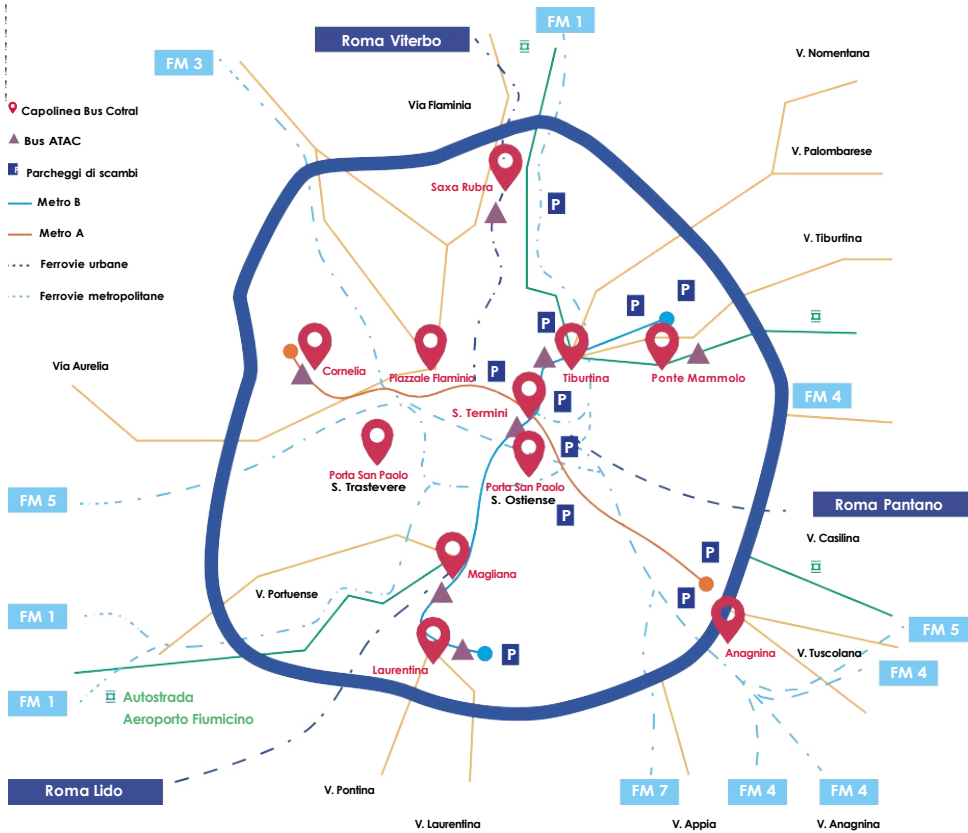 Roma Viterbo
FM 1
FM 3
V. Nomentana
Via Flaminia
Capolinea Bus Cotral
Bus ATAC
V. Palombarese
P
Parcheggi di scambi
Saxa Rubra
P
Metro B
Metro A
V. Tiburtina
Ferrovie urbane
Ferrovie metropolitane
P
P
P
Via Aurelia
Cornelia
Piazzale Flaminio
P
Tiburtina
Ponte Mammolo
S. Termini
P
FM 4
P
Porta San Paolo
S. Trastevere
Porta San Paolo
S. Ostiense
FM 5
P
Roma Pantano
V. Casilina
P
Magliana
V. Portuense
P
FM 1
FM 5
Laurentina
P
Anagnina
V. Tuscolana
FM 4
FM 1
Autostrada
Aeroporto Fiumicino
Roma Lido
V. Pontina
FM 7
FM 4
FM 4
V. Laurentina
V. Appia
V. Anagnina